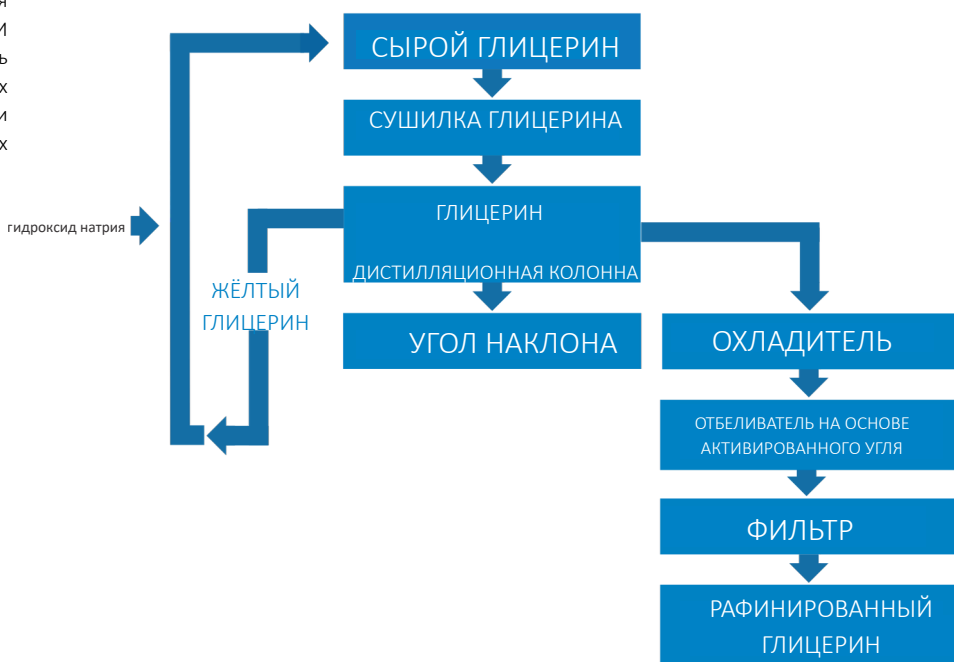 я
И
ь
х
и
х
СЫРОЙ ГЛИЦЕРИН
СУШИЛКА ГЛИЦЕРИНА
ГЛИЦЕРИН
ДИСТИЛЛЯЦИОННАЯ КОЛОННА
гидроксид натрия
ЖЁЛТЫЙ
ГЛИЦЕРИН
УГОЛ НАКЛОНА
ОХЛАДИТЕЛЬ
ОТБЕЛИВАТЕЛЬ НА ОСНОВЕ
АКТИВИРОВАННОГО УГЛЯ
ФИЛЬТР
РАФИНИРОВАННЫЙ
ГЛИЦЕРИН